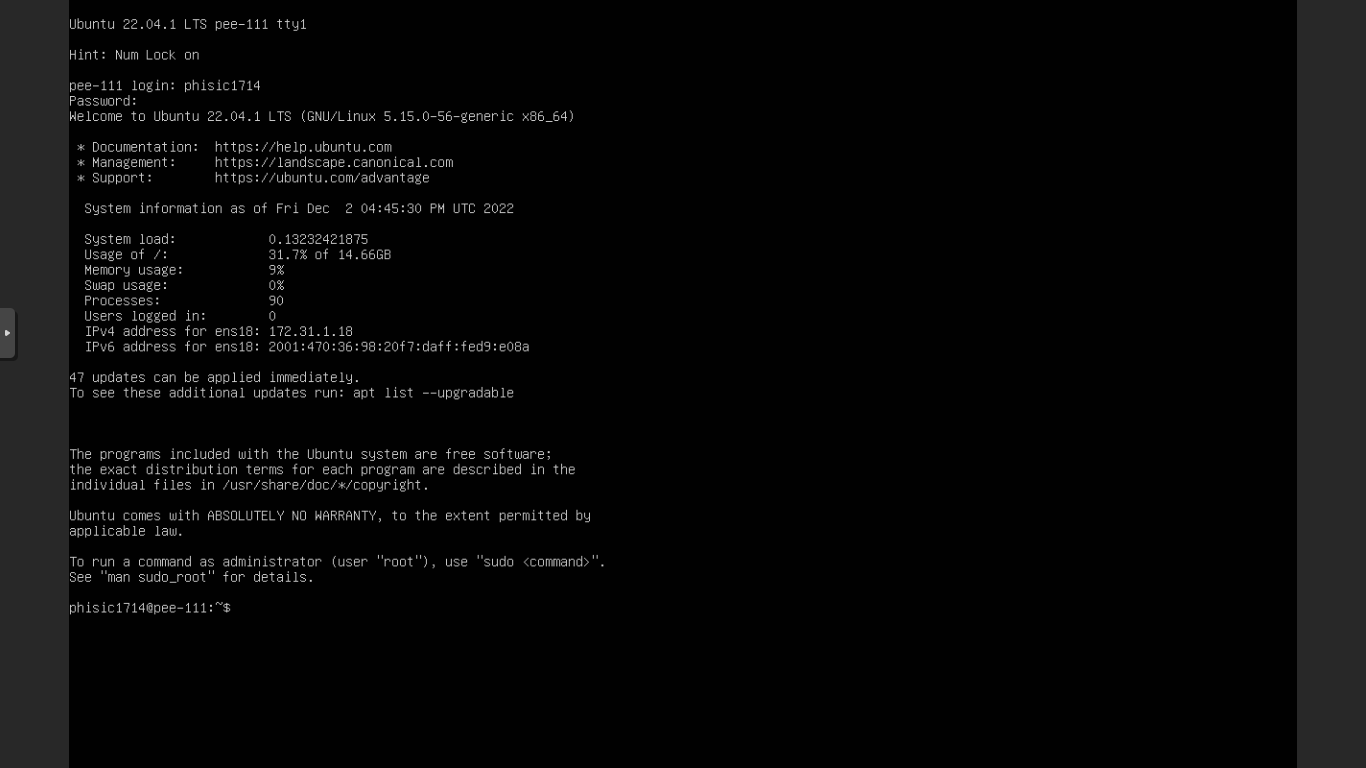 Ubuntu 22.04.1 LTS pee-111 tty1
Hint: Num Lock on
pee-111 login: phisic1714
Password:
Welcome to Ubuntu 22.04.1 LTS (GNU/Linux 5.15.0-56-generic x86_64)
* Documentation:  https://help.ubuntu.com
* Management:     https://landscape.canonical.com
* Support:        https://ubuntu.com/advantage
System information as of Fri Dec  2 04:45:30 PM UTC 2022
System load:            0.13232421875
Usage of /:             31.7% of 14.66GB
Memory usage:           9%
Swap usage:             0%
Processes:              90
Users logged in:        0
IPv4 address for ens18: 172.31.1.18
IPv6 address for ens18: 2001:470:36:98:20f7:daff:fed9:e08a
47 updates can be applied immediately.
To see these additional updates run: apt list --upgradable
The programs included with the Ubuntu system are free software;
the exact distribution terms for each program are described in the
individual files in /usr/share/doc/*/copyright.
Ubuntu comes with ABSOLUTELY NO WARRANTY, to the extent permitted by
applicable law.
To run a command as administrator (user "root"), use "sudo <command>".
See "man sudo_root" for details.
phisic1714@pee-111:~$